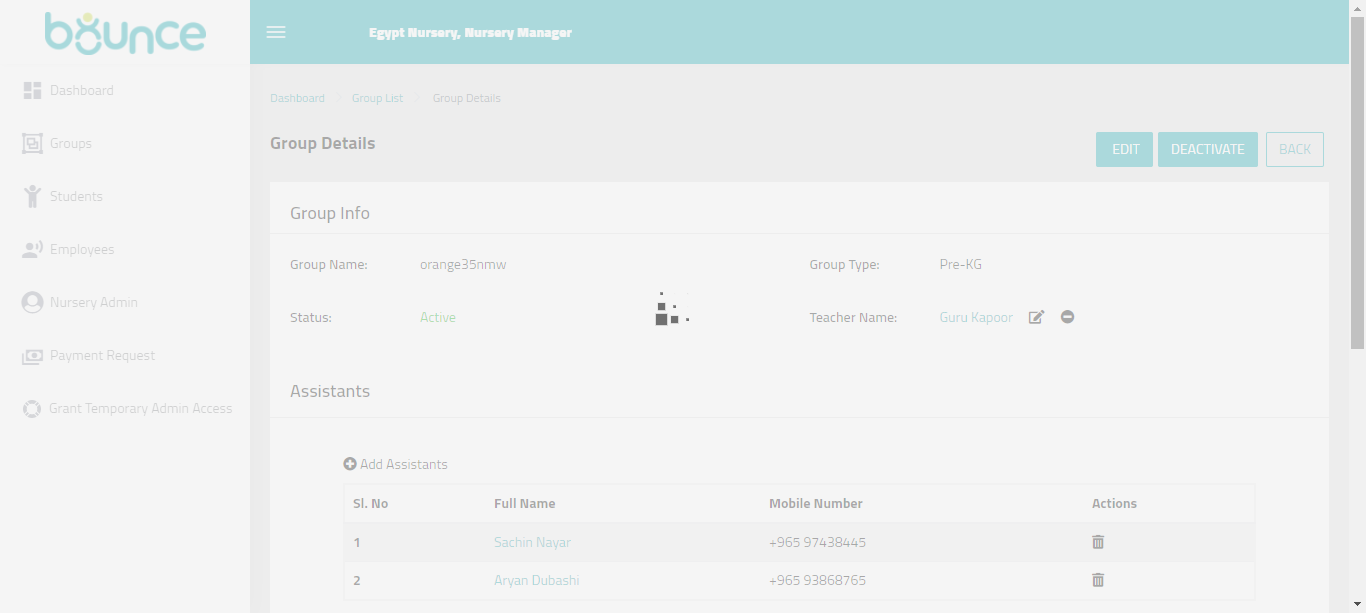 bounce
Egypt Nursery, Nursery Manager
Dashboard
Groups
Students
Employees
Nursery Admin
Payment Request
Grant Temporary Admin Access
Dashboard Group List Group Details
Group Details
EDIT DEACTIVATE BACK
Group Info
Group Name: orange35nmw Group Type: Pre-KG
Status: Active Teacher Name: Guru Kapoor
Assistants
Add Assistants
Sl. No Full Name Mobile Number Actions
1 Sachin Nayar +965 97438445
2 Aryan Dubashi +965 93868765